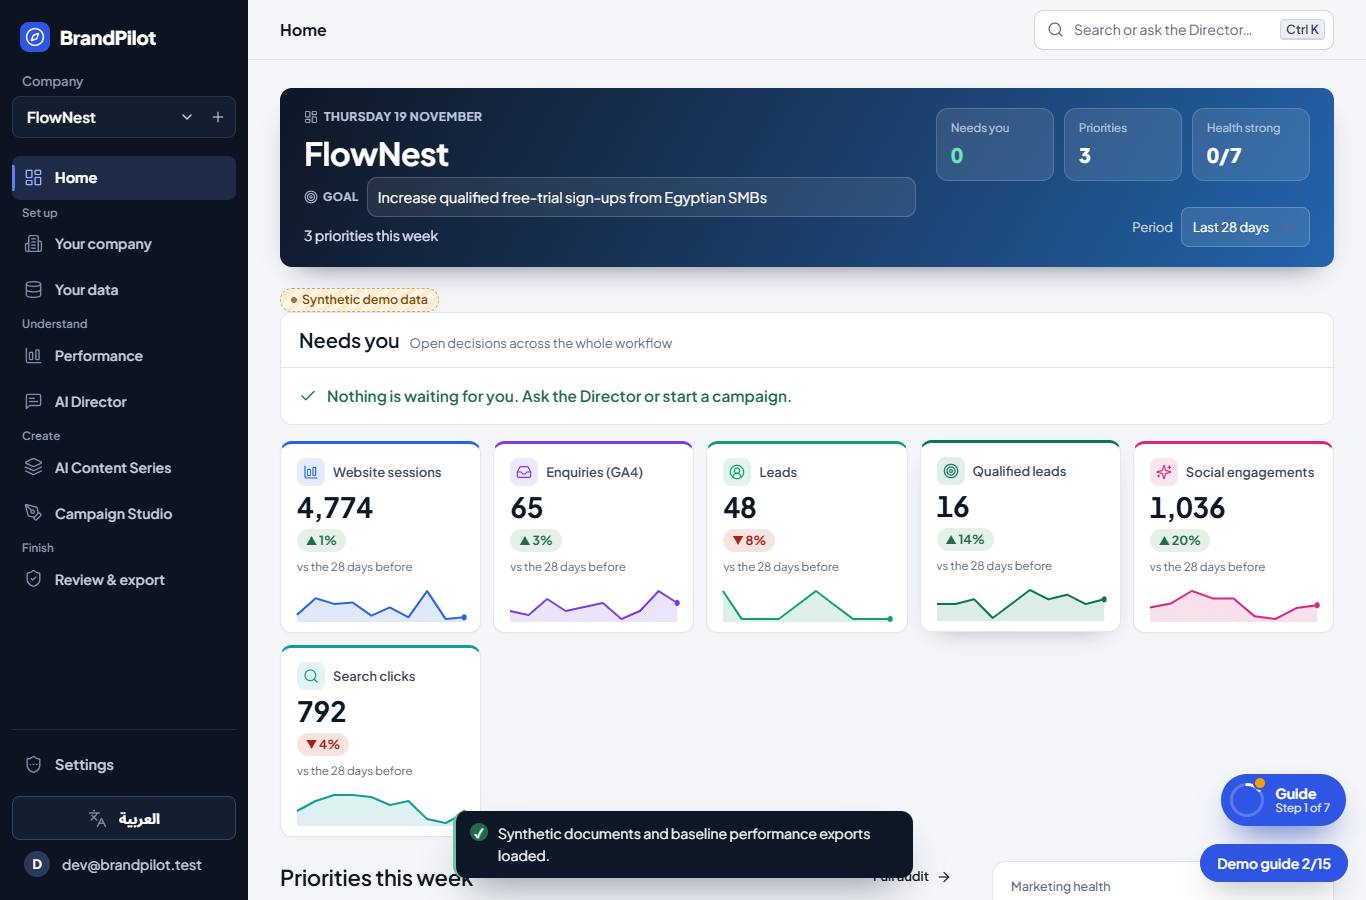 BrandPilot
Company
FlowNest
Home
Set up
Your company
Your data
Understand
Performance
AI Director
Create
AI Content Series
Campaign Studio
Finish
Review & export
Settings
العربية
D
dev@brandpilot.test
Home
Search or ask the Director…
Ctrl K
THURSDAY 19 NOVEMBER
FlowNest
GOAL
Increase qualified free-trial sign-ups from Egyptian SMBs
3 priorities this week
Needs you
0
Priorities
3
Health strong
0/7
Period
Last 28 days
Synthetic demo data
Needs you Open decisions across the whole workflow
Nothing is waiting for you. Ask the Director or start a campaign.
Website sessions
4,774
▲1%
vs the 28 days before
Enquiries (GA4)
65
▲3%
vs the 28 days before
Leads
48
▼8%
vs the 28 days before
Qualified leads
16
▲14%
vs the 28 days before
Social engagements
1,036
▲20%
vs the 28 days before
Search clicks
792
▼4%
vs the 28 days before
Synthetic documents and baseline performance exports
loaded.
Priorities this week
audit
Marketing health
Guide
Step 1 of 7
Demo guide 2/15